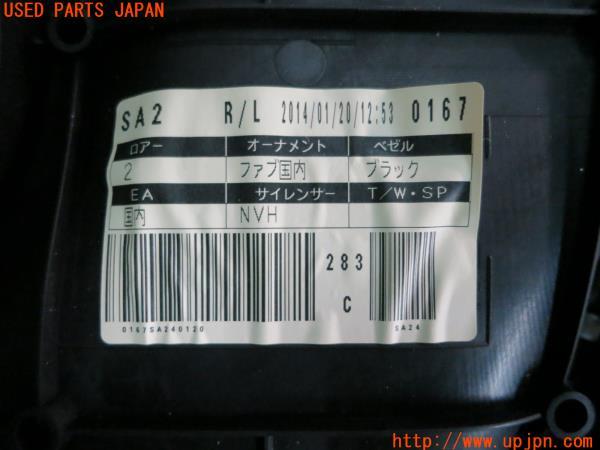 USED PARTS JAPAN
SA2 R/L 2014/01/20/12:53 0167
ロアー オーナメント ベゼル
2 ファブ国内 ブラック
EA サイレンサー T/W・SP
国内 NVH
283
C
0167SA240120 SA24
http://www.upjpn.com/